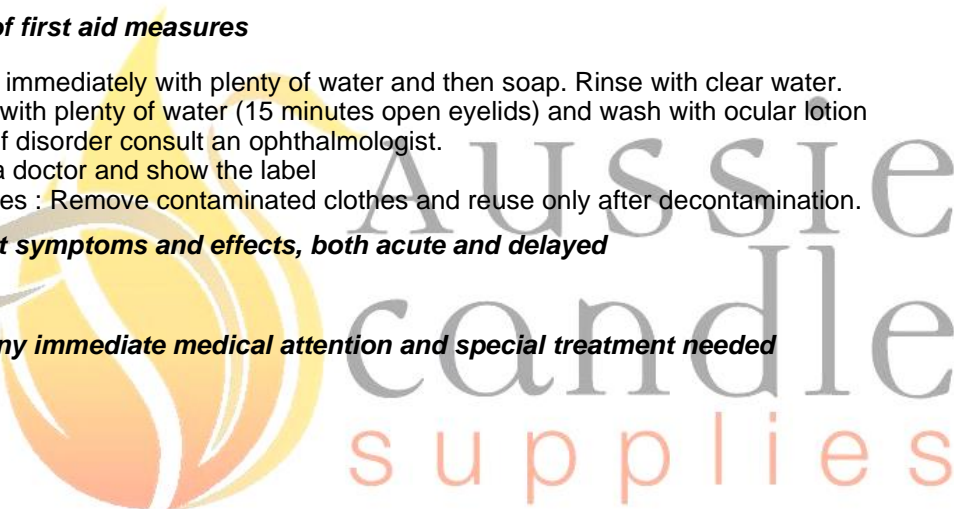 of first aid measures
immediately with plenty of water and then soap. Rinse with clear water.
with plenty of water (15 minutes open eyelids) and wash with ocular lotion
f disorder consult an ophthalmologist.
a doctor and show the label
es : Remove contaminated clothes and reuse only after decontamination.
t symptoms and effects, both acute and delayed
ny immediate medical attention and special treatment needed
Aussie
candle
supplies